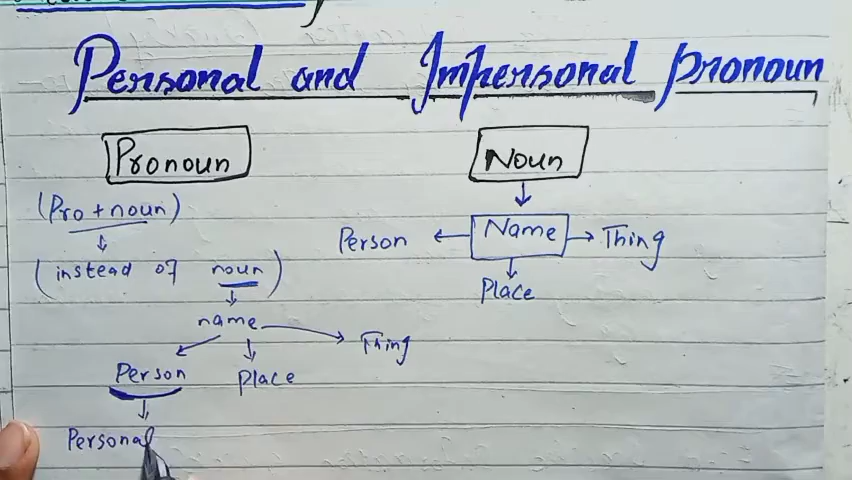 Personal and Impersonal pronoun
Pronoun
(Pro + noun)
(instead of noun)
name
Person Place Thing
Personal
Noun
Person Name Thing
Place